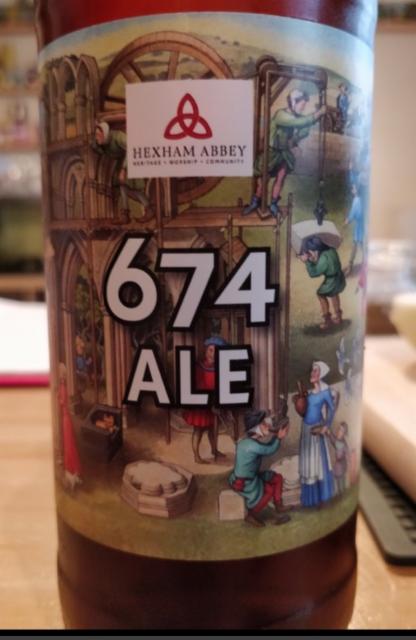 HEXHAM ABBEY
HERITAGE • WORSHIP • COMMUNITY
674
ALE